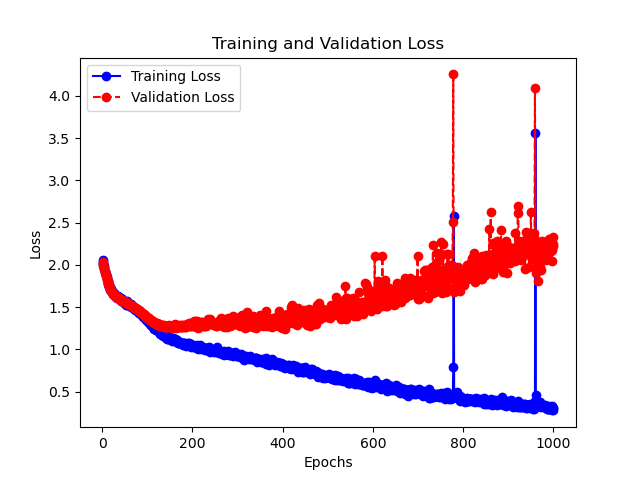 Training and Validation Loss
Training Loss
Validation Loss
4.0
3.5
3.0
2.5
2.0
1.5
1.0
0.5
Loss
0 200 400 600 800 1000
Epochs